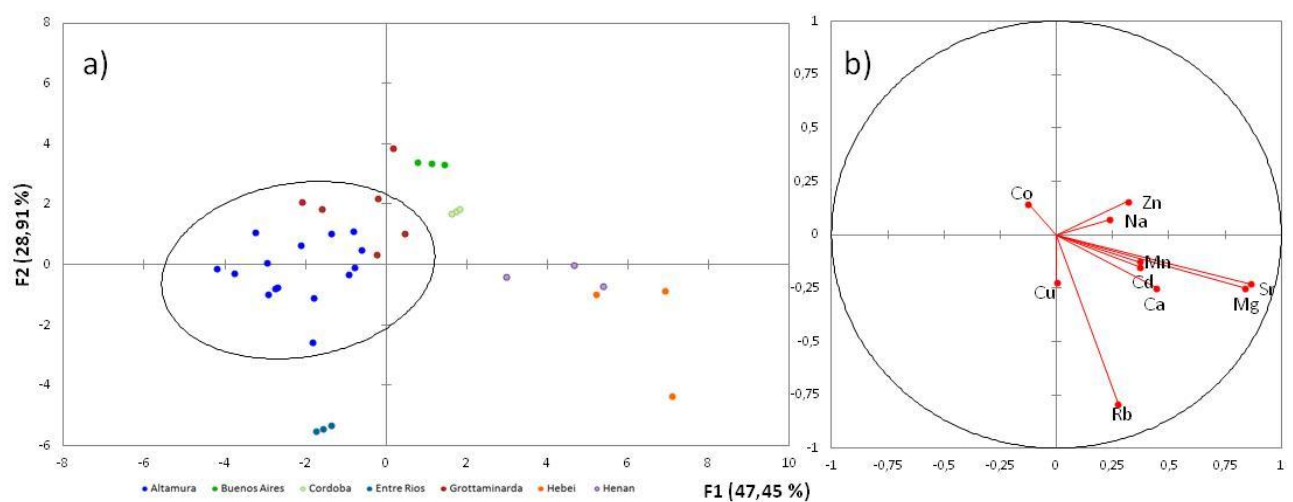 a)
8
6
4
2
0
-2
-4
-6
F2 (28,91 %)
-8
-6
-4
-2
0
2
4
6
8
10
Altamura Buenos Aires Cordoba Entre Rios Grottaminarda Hebei Henan
F1 (47,45 %)
b)
1
0,75
0,5
0,25
0
-0,25
-0,5
-0,75
-1
Co
Zn
Na
Mn
Cd
Cu
Ca
Sr
Mg
Rb
-1
-0,75
-0,5
-0,25
0
0,25
0,5
0,75
1